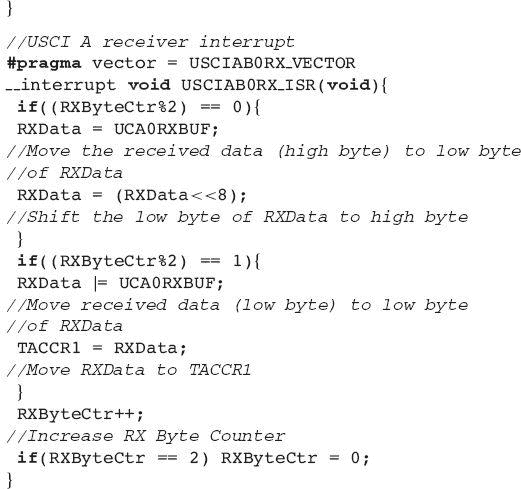 }
//USCI A receiver interrupt
#pragma vector = USCIAB0RX_VECTOR
__interrupt void USCIAB0RX_ISR(void){
if((RXByteCtr%2) == 0){
RXData = UCA0RXBUF;
//Move the received data (high byte) to low byte
//of RXData
RXData = (RXData<<8);
//Shift the low byte of RXData to high byte
}
if((RXByteCtr%2) == 1){
RXData |= UCA0RXBUF;
//Move received data (low byte) to low byte
//of RXData
TACCR1 = RXData;
//Move RXData to TACCR1
}
RXByteCtr++;
//Increase RX Byte Counter
if(RXByteCtr == 2) RXByteCtr = 0;
}